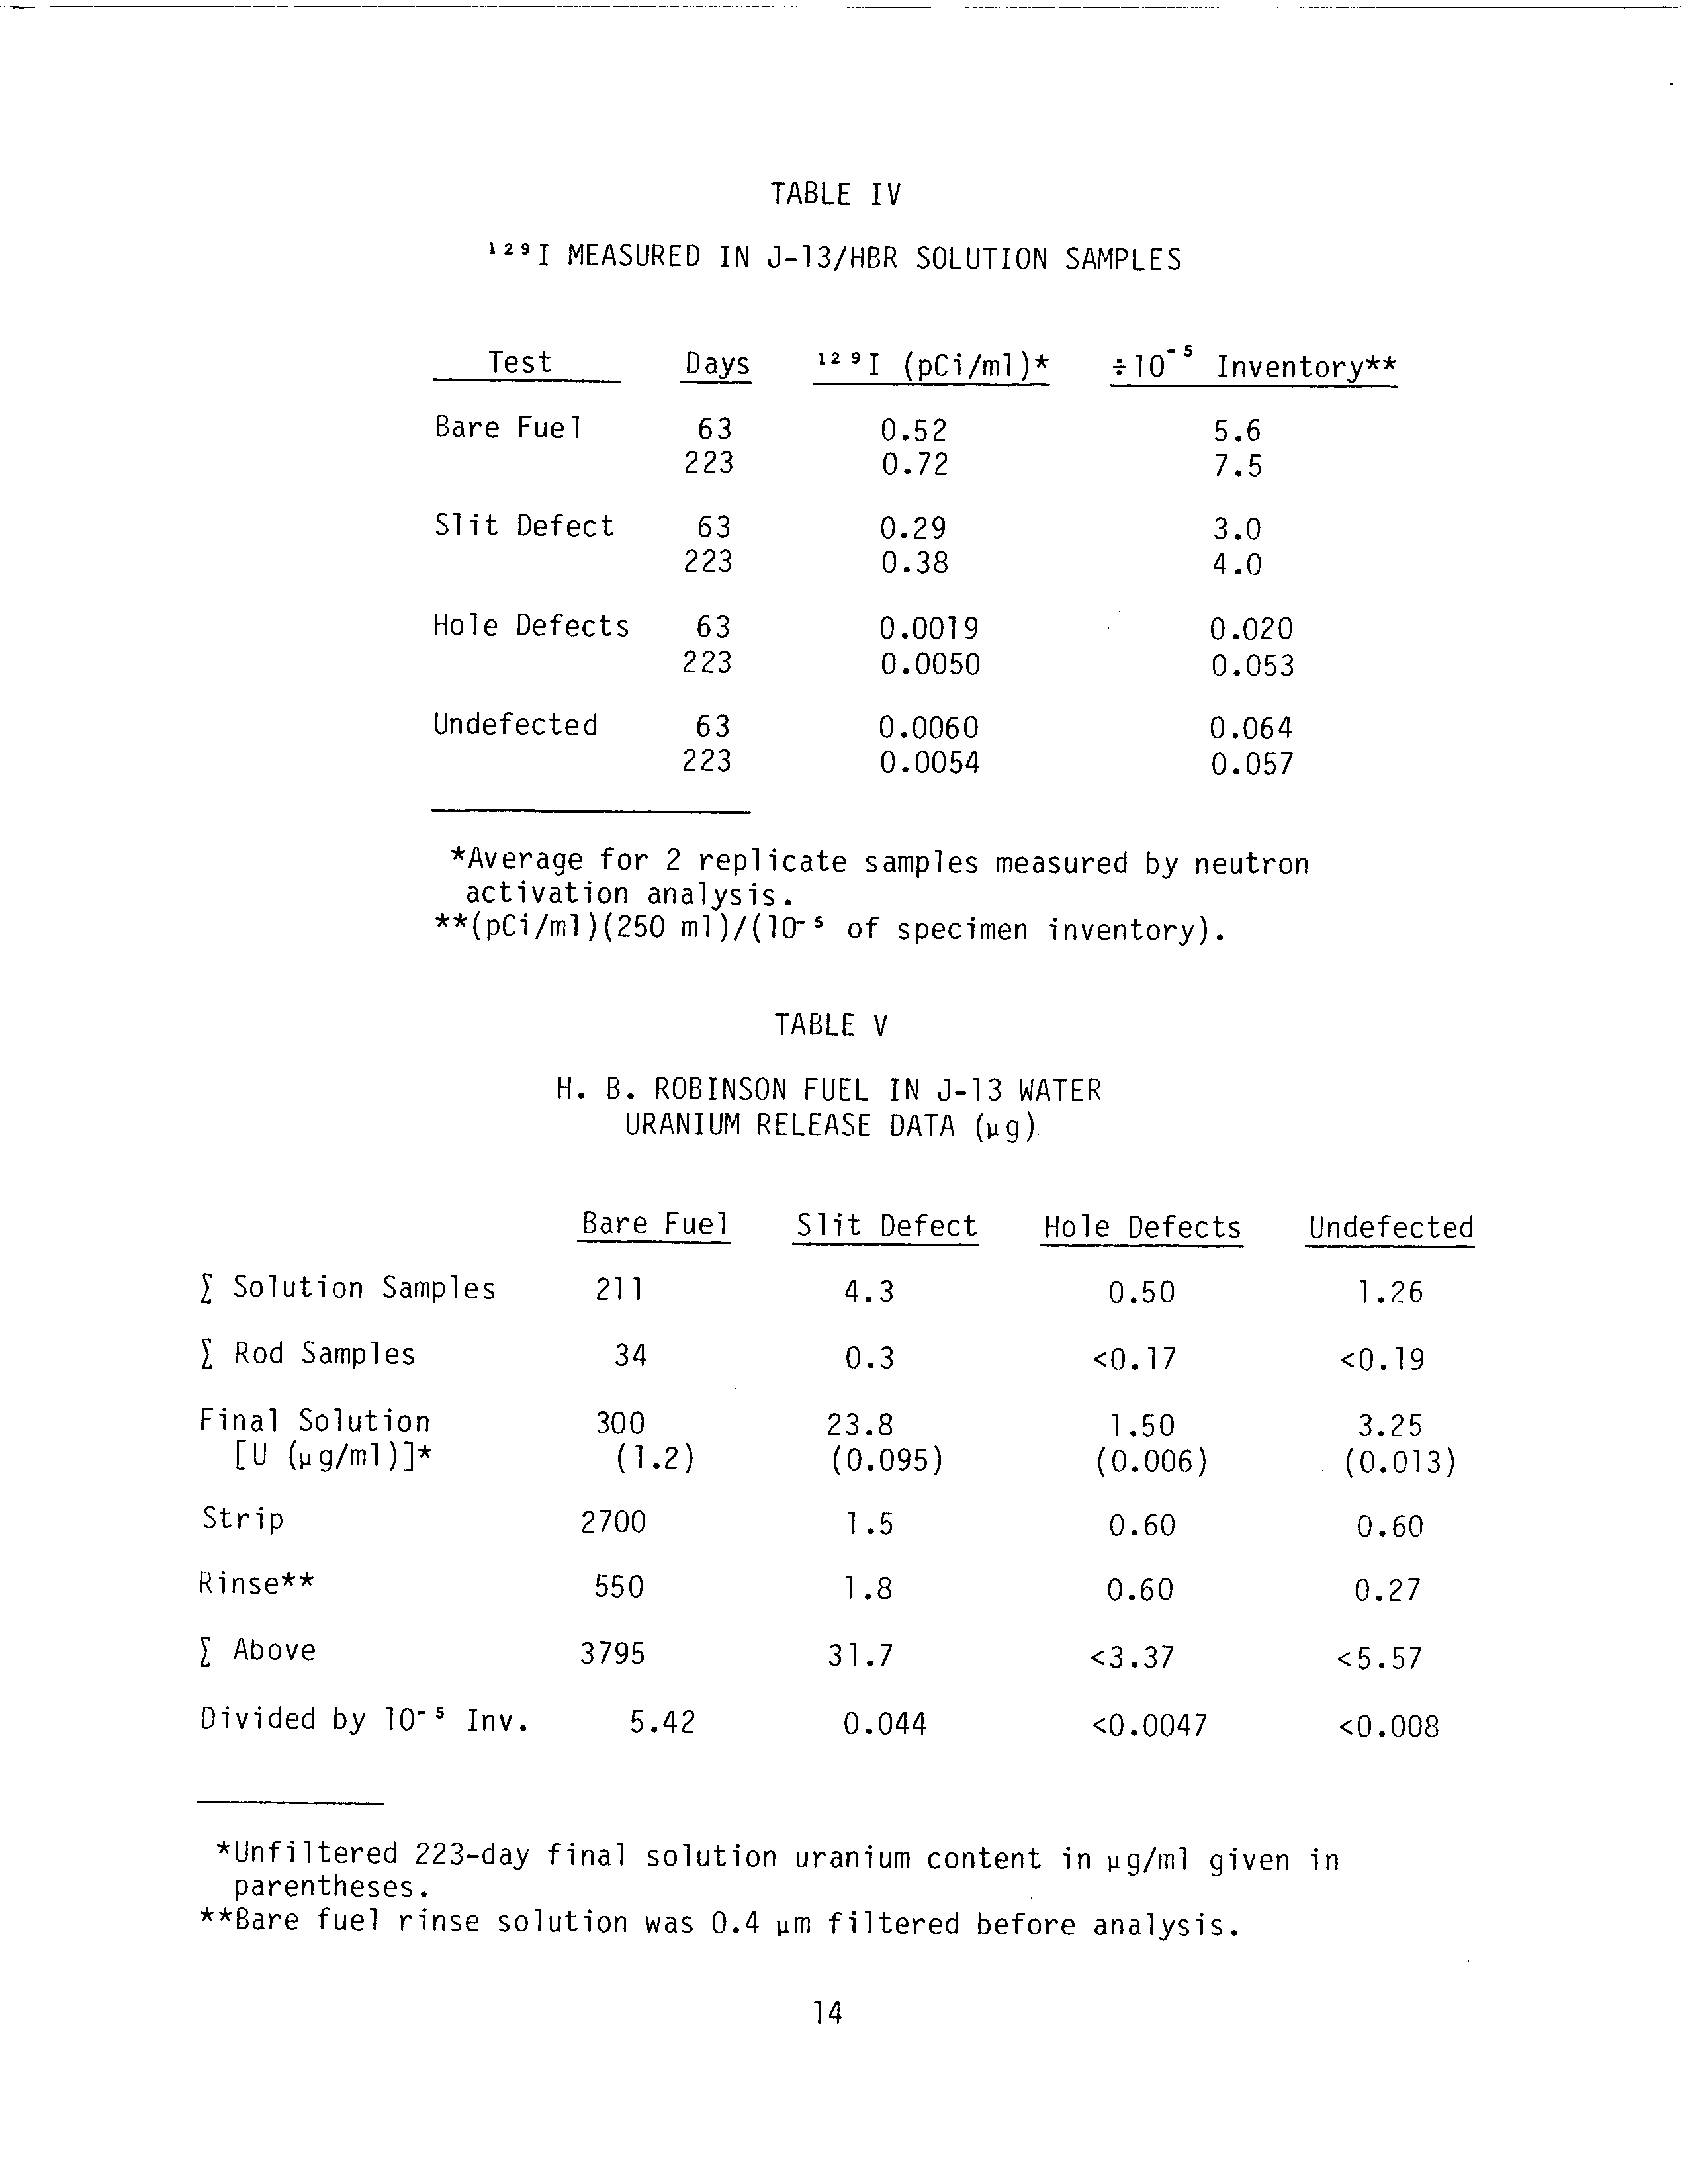 TABLE IV
¹²⁹I MEASURED IN J-13/HBR SOLUTION SAMPLES
Test Days ¹²⁹I (pCi/ml)* ÷10⁻⁵ Inventory**
Bare Fuel 63 0.52 5.6
223 0.72 7.5
Slit Defect 63 0.29 3.0
223 0.38 4.0
Hole Defects 63 0.0019 0.020
223 0.0050 0.053
Undefected 63 0.0060 0.064
223 0.0054 0.057
*Average for 2 replicate samples measured by neutron
activation analysis.
**(pCi/ml)(250 ml)/(10⁻⁵ of specimen inventory).
TABLE V
H. B. ROBINSON FUEL IN J-13 WATER
URANIUM RELEASE DATA (μg)
Bare Fuel Slit Defect Hole Defects Undefected
∑ Solution Samples 211 4.3 0.50 1.26
∑ Rod Samples 34 0.3 <0.17 <0.19
Final Solution 300 23.8 1.50 3.25
[U (μg/ml)]* (1.2) (0.095) (0.006) (0.013)
Strip 2700 1.5 0.60 0.60
Rinse** 550 1.8 0.60 0.27
∑ Above 3795 31.7 <3.37 <5.57
Divided by 10⁻⁵ Inv. 5.42 0.044 <0.0047 <0.008
*Unfiltered 223-day final solution uranium content in μg/ml given in
parentheses.
**Bare fuel rinse solution was 0.4 μm filtered before analysis.
14